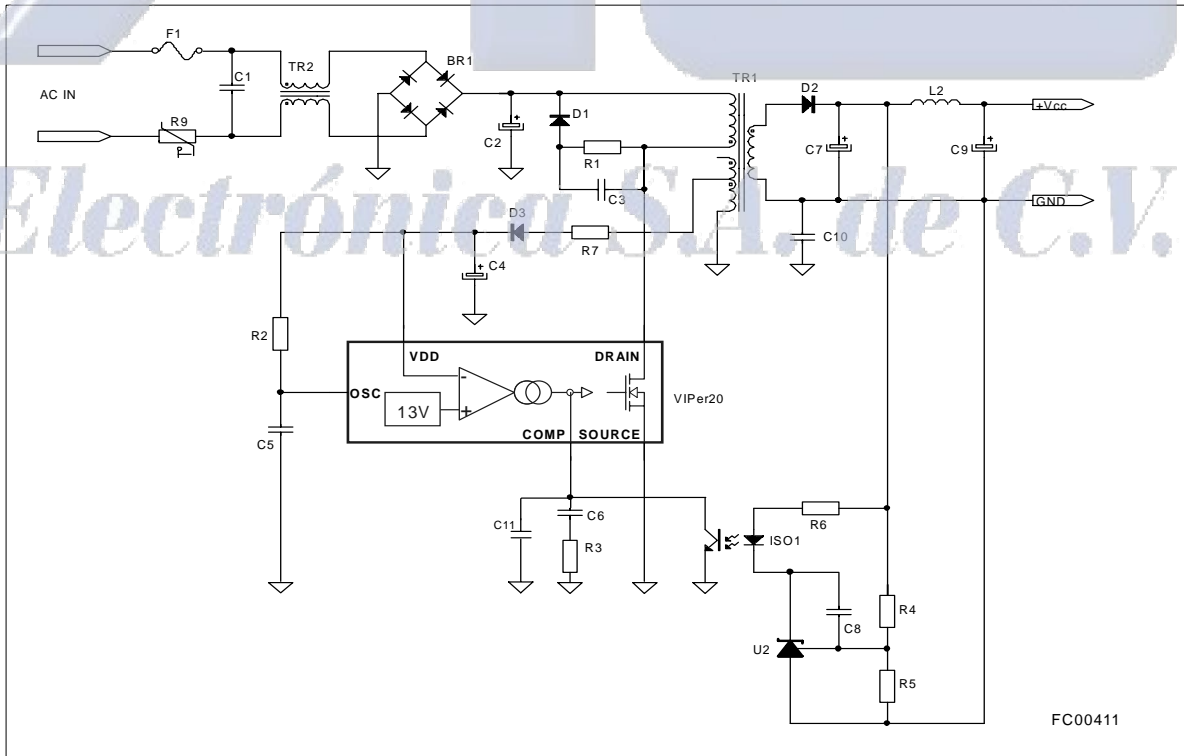 F1
TR2
BR1
C1
AC IN
R9
C2
D1
R1
C3
TR1
D2
L2
+Vcc
C7
C9
GND
C10
Electrónica S.A. de C.V.
D3
R7
C4
R2
VDD
DRAIN
OSC
13V
-
+
VIPer20
COMP
SOURCE
C5
C11
C6
R3
R6
ISO1
R4
C8
U2
R5
FC00411